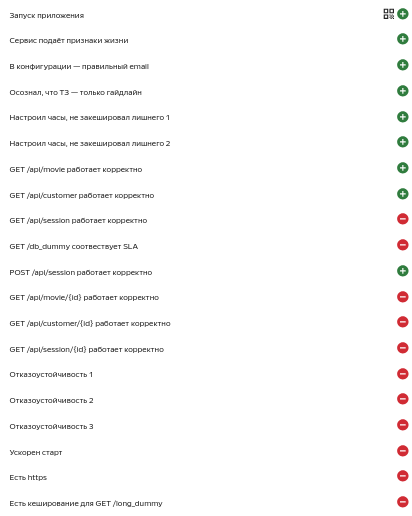 Запуск приложения
Сервис подаёт признаки жизни
В конфигурации — правильный email
Осознал, что ТЗ — только гайдлайн
Настроил часы, не закешировал лишнего 1
Настроил часы, не закешировал лишнего 2
GET /api/movie работает корректно
GET /api/customer работает корректно
GET /api/session работает корректно
GET /db_dummy соотвествует SLA
POST /api/session работает корректно
GET /api/movie/{id} работает корректно
GET /api/customer/{id} работает корректно
GET /api/session/{id} работает корректно
Отказоустойчивость 1
Отказоустойчивость 2
Отказоустойчивость 3
Ускорен старт
Есть https
Есть кеширование для GET /long_dummy